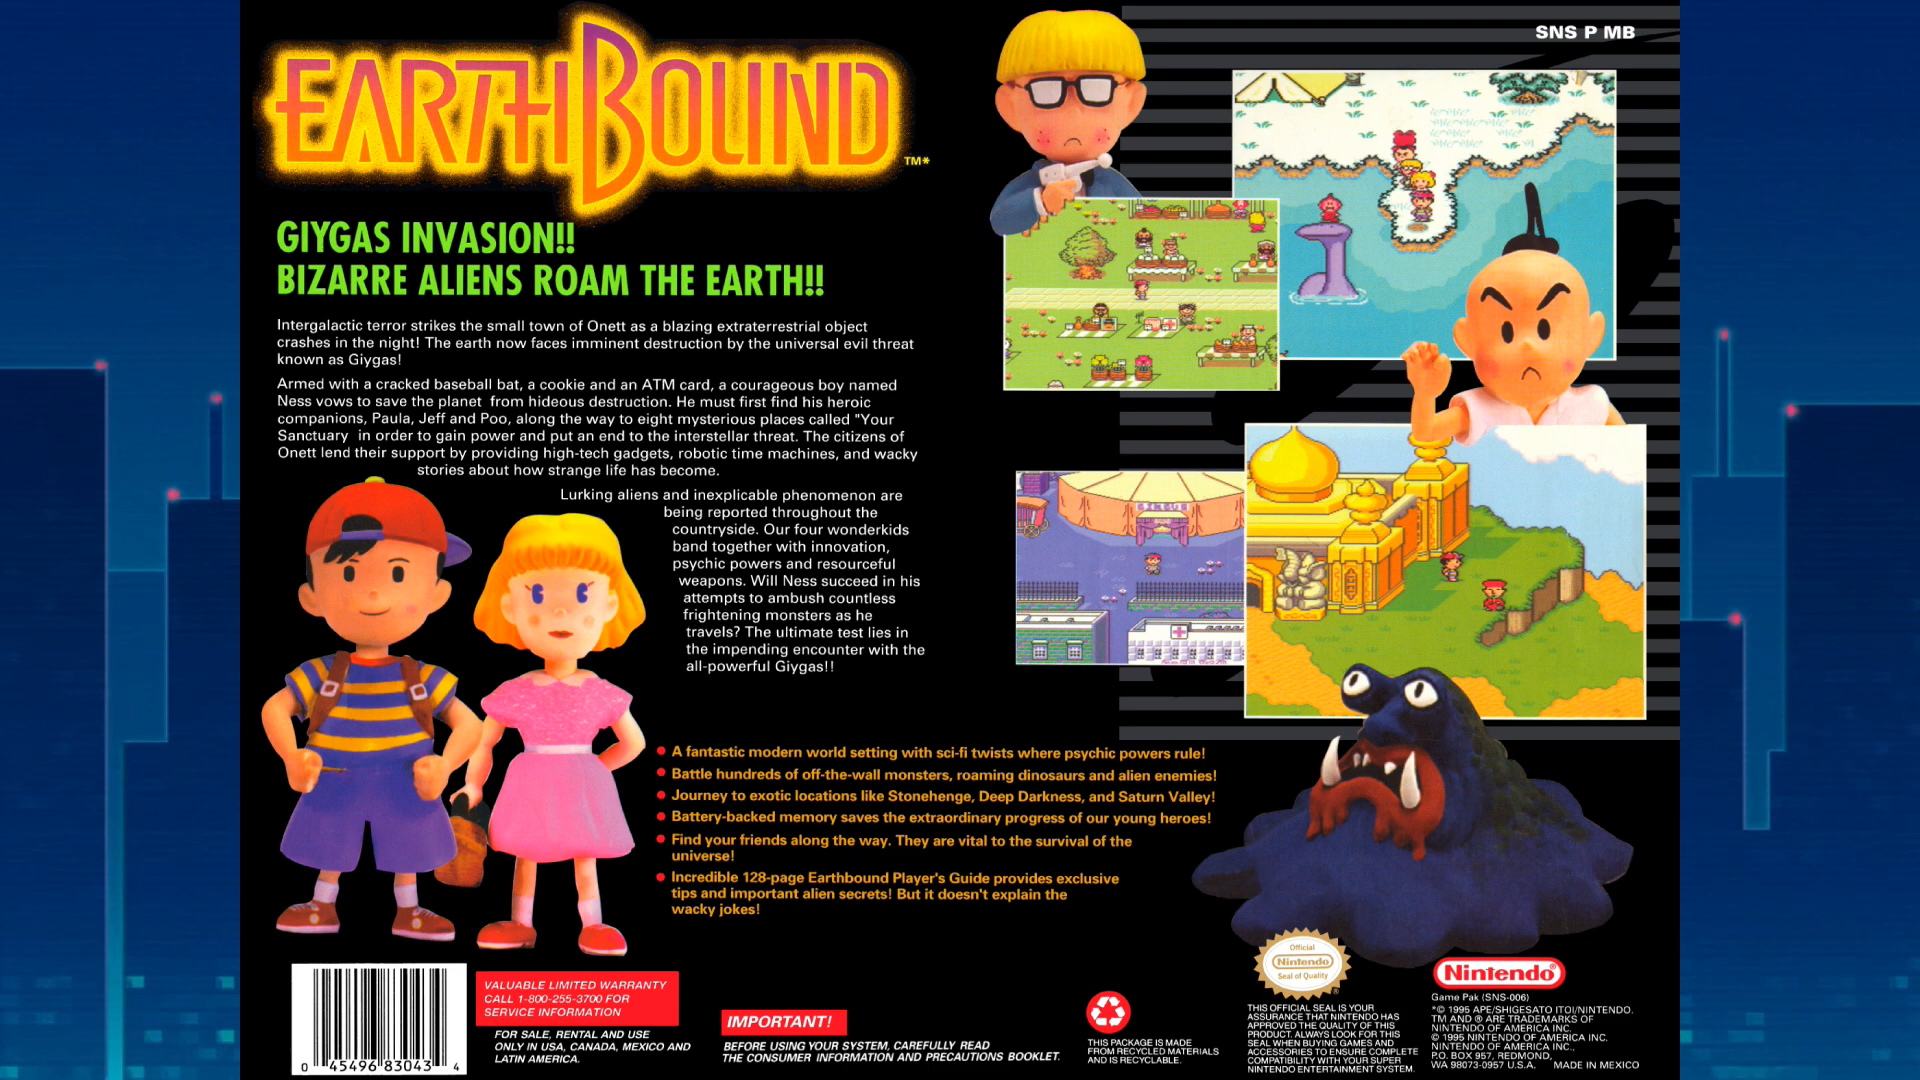 EARTHBOUND
TM*
SNS P MB
GIYGAS INVASION!!
BIZARRE ALIENS ROAM THE EARTH!!
Intergalactic terror strikes the small town of Onett as a blazing extraterrestrial object
crashes in the night! The earth now faces imminent destruction by the universal evil threat
known as Giygas!
Armed with a cracked baseball bat, a cookie and an ATM card, a courageous boy named
Ness vows to save the planet from hideous destruction. He must first find his heroic
companions, Paula, Jeff and Poo, along the way to eight mysterious places called "Your
Sanctuary in order to gain power and put an end to the interstellar threat. The citizens of
Onett lend their support by providing high-tech gadgets, robotic time machines, and wacky
stories about how strange life has become.
Lurking aliens and inexplicable phenomenon are
being reported throughout the
countryside. Our four wonderkids
band together with innovation,
psychic powers and resourceful
weapons. Will Ness succeed in his
attempts to ambush countless
frightening monsters as he
travels? The ultimate test lies in
the impending encounter with the
all-powerful Giygas!!
CIRCUS
• A fantastic modern world setting with sci-fi twists where psychic powers rule!
• Battle hundreds of off-the-wall monsters, roaming dinosaurs and alien enemies!
• Journey to exotic locations like Stonehenge, Deep Darkness, and Saturn Valley!
• Battery-backed memory saves the extraordinary progress of our young heroes!
• Find your friends along the way. They are vital to the survival of the
universe!
• Incredible 128-page Earthbound Player's Guide provides exclusive
tips and important alien secrets! But it doesn't explain the
wacky jokes!
0 45496 83043 4
VALUABLE LIMITED WARRANTY
CALL 1-800-255-3700 FOR
SERVICE INFORMATION
FOR SALE, RENTAL AND USE
ONLY IN USA, CANADA, MEXICO AND
LATIN AMERICA.
IMPORTANT!
BEFORE USING YOUR SYSTEM, CAREFULLY READ
THE CONSUMER INFORMATION AND PRECAUTIONS BOOKLET.
THIS PACKAGE IS MADE
FROM RECYCLED MATERIALS
AND IS RECYCLABLE.
Official
Nintendo
Seal of Quality
®
THIS OFFICIAL SEAL IS YOUR
ASSURANCE THAT NINTENDO HAS
APPROVED THE QUALITY OF THIS
PRODUCT. ALWAYS LOOK FOR THIS
SEAL WHEN BUYING GAMES AND
ACCESSORIES TO ENSURE COMPLETE
COMPATIBILITY WITH YOUR SUPER
NINTENDO ENTERTAINMENT SYSTEM.
Nintendo®
Game Pak (SNS-006)
*© 1995 APE/SHIGESATO ITOI/NINTENDO.
TM AND ® ARE TRADEMARKS OF
NINTENDO OF AMERICA INC.
© 1995 NINTENDO OF AMERICA INC.
NINTENDO OF AMERICA INC.,
P.O. BOX 957, REDMOND,
WA 98073-0957 U.S.A. MADE IN MEXICO